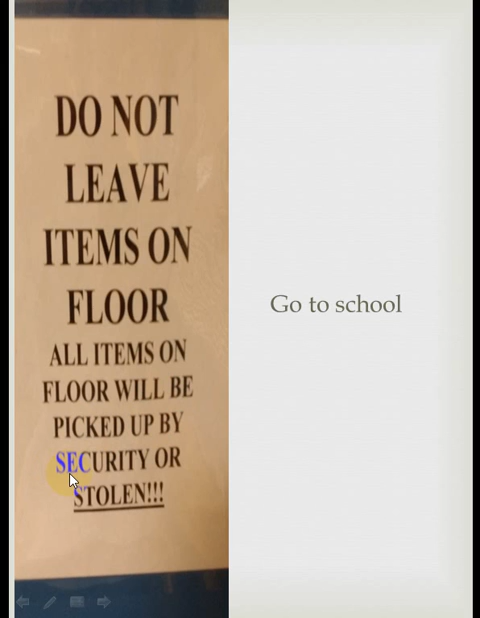 DO NOT
LEAVE
ITEMS ON
FLOOR
ALL ITEMS ON
FLOOR WILL BE
PICKED UP BY
SECURITY OR
STOLEN!!!
Go to school